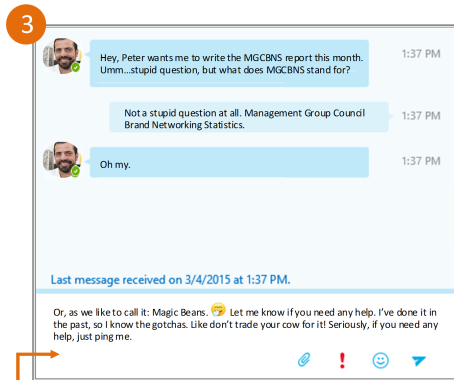 3
Hey, Peter wants me to write the MGCBNS report this month.
1:37 PM
Umm...stupid question, but what does MGCBNS stand for?
Not a stupid question at all. Management Group Council
1:37 PM
Brand Networking Statistics.
Oh my.
1:37 PM
Last message received on 3/4/2015 at 1:37 PM.
Or, as we like to call it: Magic Beans. Let me know if you need any help. I've done it in
the past, so I know the gotchas. Like don't trade your cow for it! Seriously, if you need any
help, just ping me.